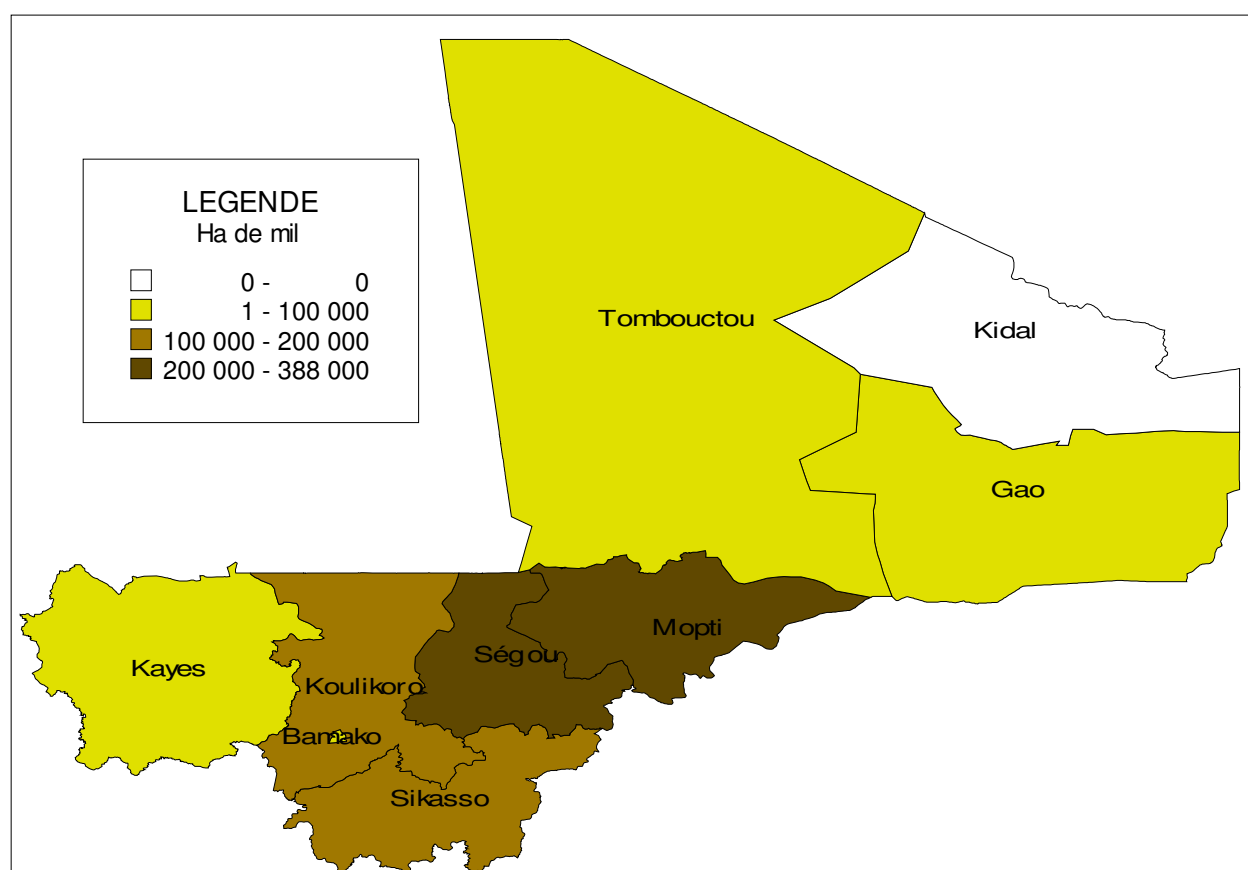 LEGENDE
Ha de mil
0 - 0
1 - 100 000
100 000 - 200 000
200 000 - 388 000
Tombouctou
Kidal
Gao
Mopti
Ségou
Kayes
Koulikoro
Bamako
Sikasso